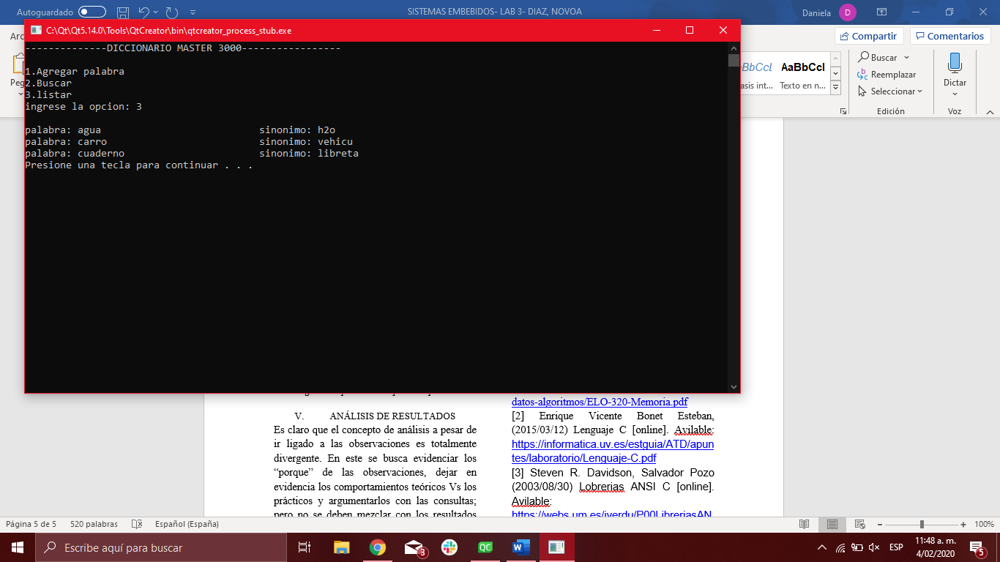 Autoguardado
SISTEMAS EMBEBIDOS- LAB 3- DIAZ, NOVOA
Daniela
D
C:\Qt\Qt5.14.0\Tools\QtCreator\bin\qtcreator_process_stub.exe
Compartir
Comentarios
--------------DICCIONARIO MASTER 3000-----------------
1.Agregar palabra
2.Buscar
3.listar
ingrese la opcion: 3
palabra: agua sinonimo: h2o
palabra: carro sinonimo: vehicu
palabra: cuaderno sinonimo: libreta
Presione una tecla para continuar . . .
AaBbCcI
Texto en n...
Buscar
Reemplazar
Seleccionar
Edición
Dictar
Voz
V. ANÁLISIS DE RESULTADOS
Es claro que el concepto de análisis a pesar de
ir ligado a las observaciones es totalmente
divergente. En este se busca evidenciar los
“porque” de las observaciones, dejar en
evidencia los comportamientos teóricos Vs los
prácticos y argumentarlos con las consultas;
pero no se deben mezclar con los resultados
datos-algoritmos/ELO-320-Memoria.pdf
[2] Enrique Vicente Bonet Esteban,
(2015/03/12) Lenguaje C [online]. Avilable:
https://informatica.uv.es/estguia/ATD/apun
tes/laboratorio/Lenguaje-C.pdf
[3] Steven R. Davidson, Salvador Pozo
(2003/08/30) Lobrerias ANSI C [online].
Avilable:
https://webs.um.es/iverdu/P00LibreriasAN
Página 5 de 5
520 palabras
Español (España)
100%
Escribe aquí para buscar
3
QC
W
ESP
11:48 a. m.
4/02/2020
5